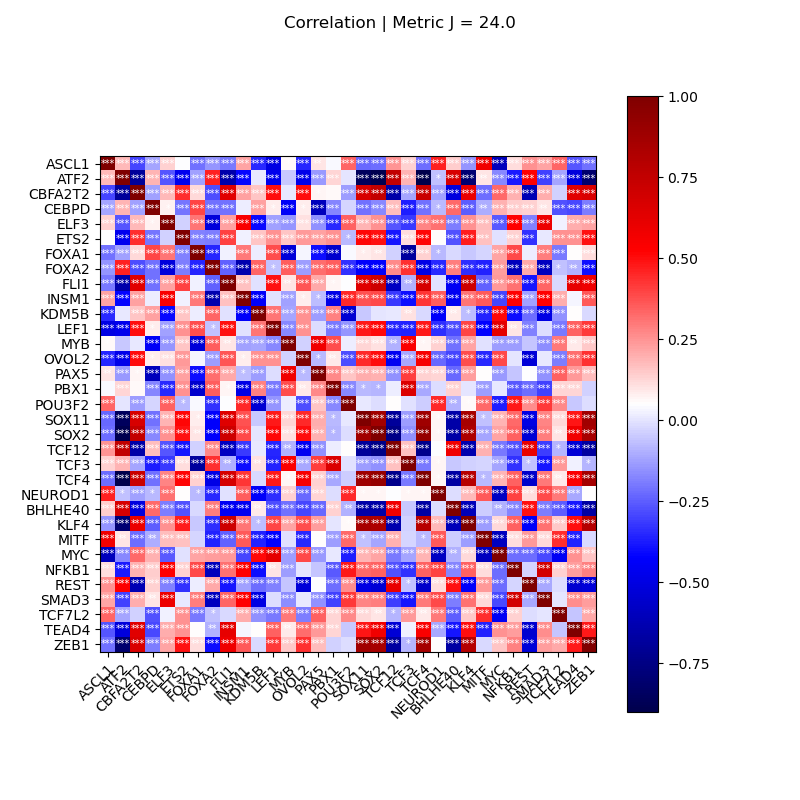 Correlation | Metric J = 24.0
ASCL1
ATF2
CBFA2T2
CEBPD
ELF3
ETS2
FOXA1
FOXA2
FLI1
INSM1
KDM5B
LEF1
MYB
OVOL2
PAX5
PBX1
POU3F2
SOX11
SOX2
TCF12
TCF3
TCF4
NEUROD1
BHLHE40
KLF4
MITF
MYC
NFKB1
REST
SMAD3
TCF7L2
TEAD4
ZEB1
ASCL1
ATF2
CBFA2T2
CEBPD
ELF3
ETS2
FOXA1
FOXA2
FLI1
INSM1
KDM5B
LEF1
MYB
OVOL2
PAX5
PBX1
POU3F2
SOX11
SOX2
TCF12
TCF3
TCF4
NEUROD1
BHLHE40
KLF4
MITF
MYC
NFKB1
REST
SMAD3
TCF7L2
TEAD4
ZEB1
1.00
0.75
0.50
0.25
0.00
−0.25
−0.50
−0.75